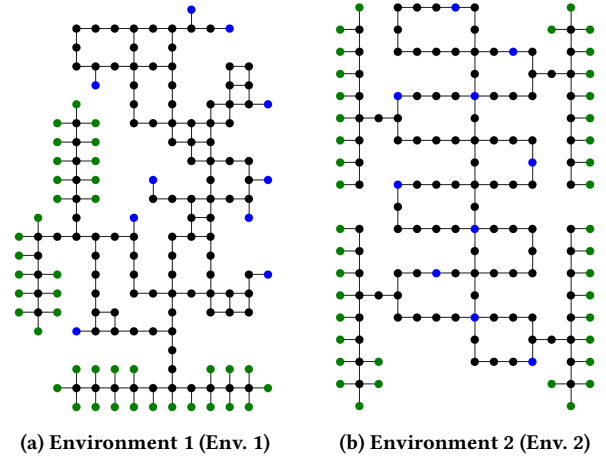 (a) Environment 1 (Env. 1)
(b) Environment 2 (Env. 2)